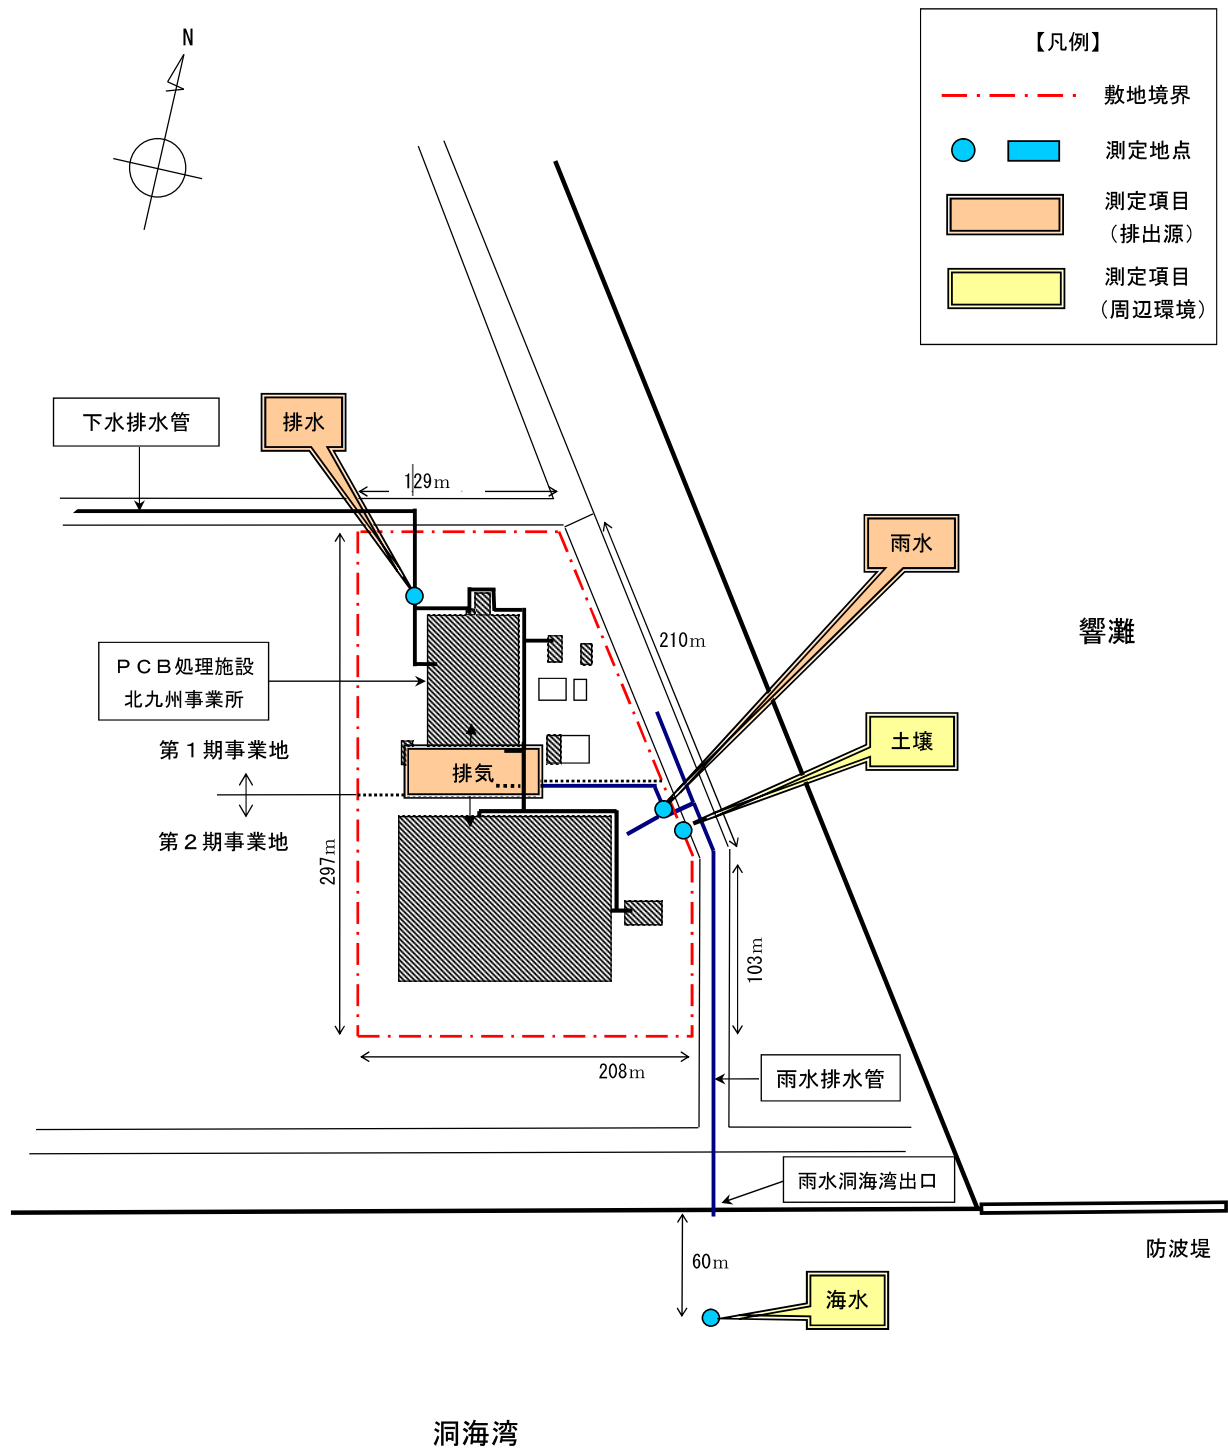 N
【凡例】
敷地境界
測定地点
測定項目
（排出源）
測定項目
（周辺環境）
下水排水管
排水
129m
雨水
響灘
210m
PCB処理施設
北九州事業所
土壌
第１期事業地
排気
第２期事業地
297m
103m
208m
雨水排水管
雨水洞海湾出口
防波堤
60m
海水
洞海湾